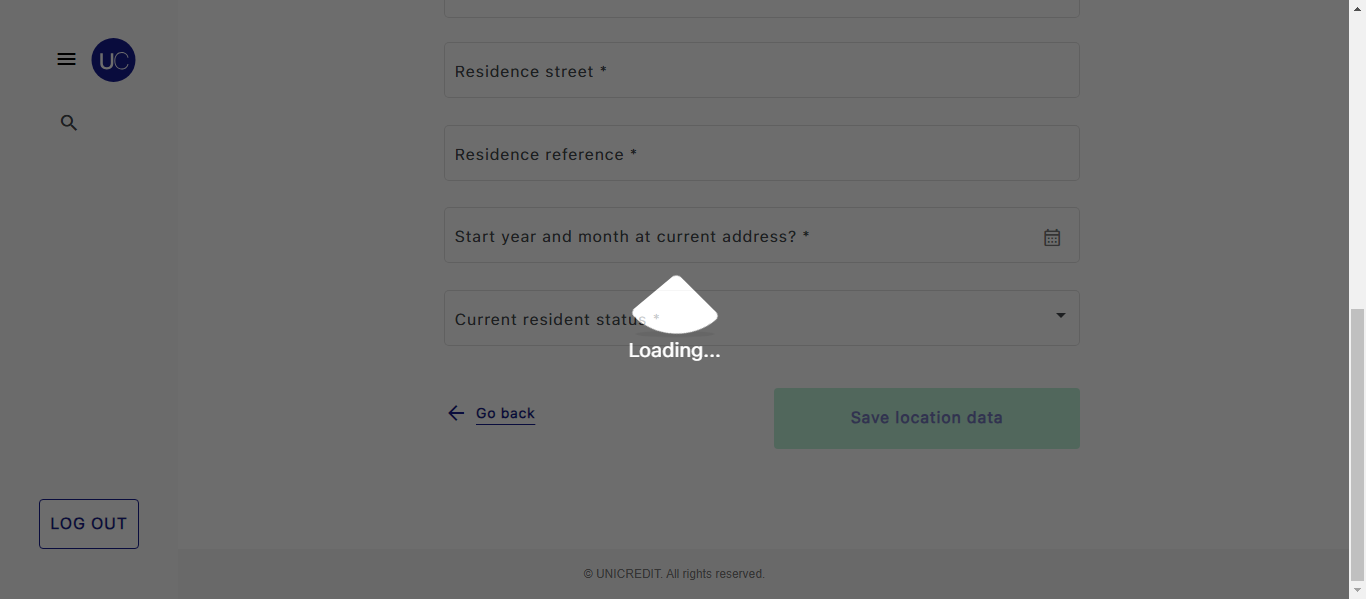 UC
Residence street *
Residence reference *
Start year and month at current address? *
Current resident status *
Loading...
Go back
Save location data
LOG OUT
© UNICREDIT. All rights reserved.